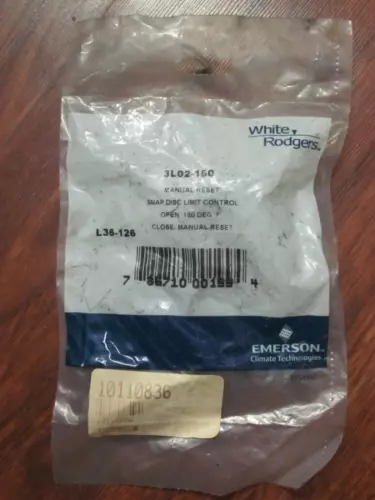 White
Rodgers
3L02-160
MANUAL RESET
SNAP DISC LIMIT CONTROL
OPEN: 160 DEG. F
CLOSE: MANUAL RESET
L36-126
EMERSON
Climate Technologies
10110836